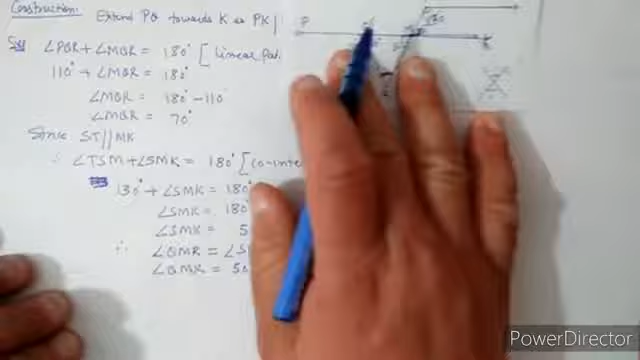 Construction: Extend PQ towards K as PK||
Sol ∠PQR + ∠MQR = 180° [Linear Pair
110° + ∠MQR = 180°
∠MQR = 180° - 110°
∠MQR = 70°
Since ST//MK
∴ ∠TSM + ∠SMK = 180° [co-inte
130° + ∠SMK = 180°
∠SMK = 180°
∠SMK = 5
∴ ∠QMR = ∠S
∠QMR = 50
P
K
PowerDirector